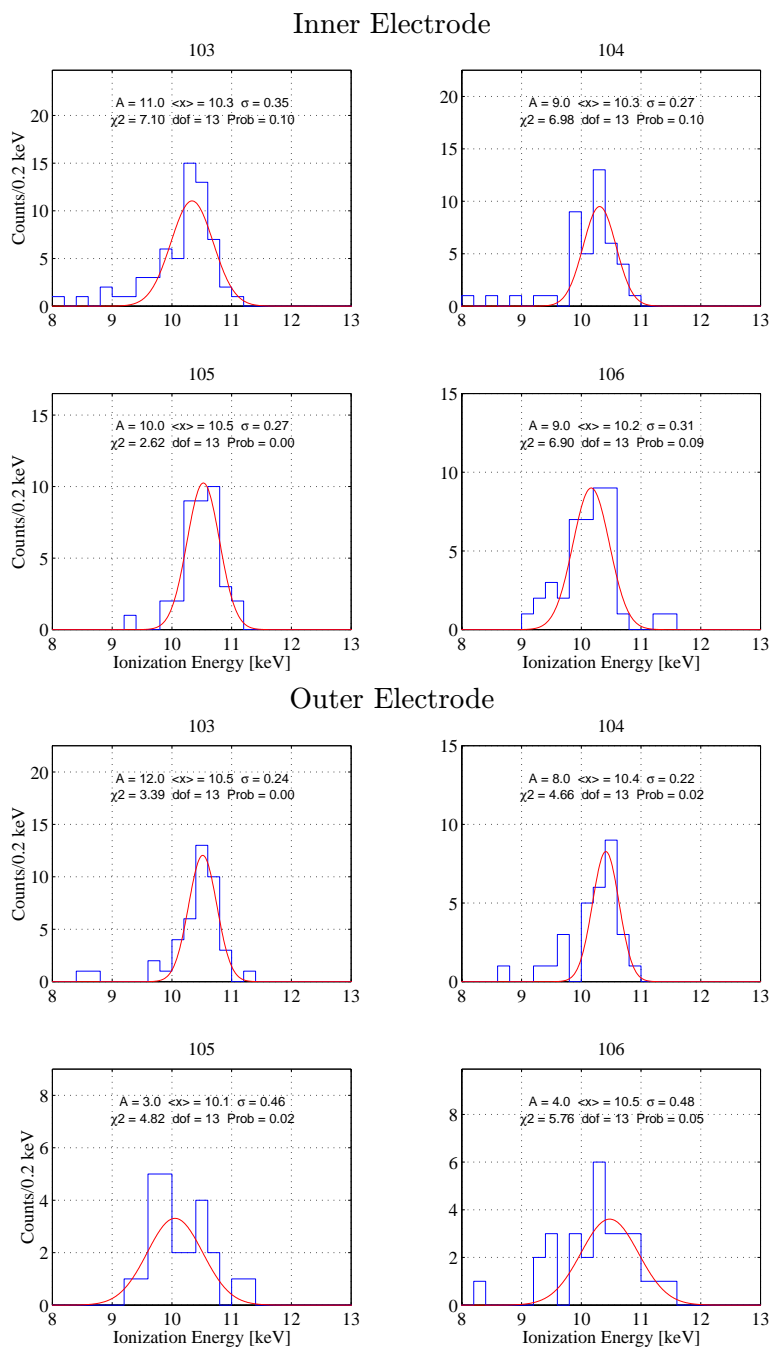 Inner Electrode
103
104
A = 11.0 <x> = 10.3 σ = 0.35
χ2 = 7.10 dof = 13 Prob = 0.10
A = 9.0 <x> = 10.3 σ = 0.27
χ2 = 6.98 dof = 13 Prob = 0.10
Counts/0.2 keV
20
15
10
5
0
8 9 10 11 12 13
20
15
10
5
0
8 9 10 11 12 13
105
106
A = 10.0 <x> = 10.5 σ = 0.27
χ2 = 2.62 dof = 13 Prob = 0.00
A = 9.0 <x> = 10.2 σ = 0.31
χ2 = 6.90 dof = 13 Prob = 0.09
Counts/0.2 keV
15
10
5
0
8 9 10 11 12 13
Ionization Energy [keV]
15
10
5
0
8 9 10 11 12 13
Ionization Energy [keV]
Outer Electrode
103
104
A = 12.0 <x> = 10.5 σ = 0.24
χ2 = 3.39 dof = 13 Prob = 0.00
A = 8.0 <x> = 10.4 σ = 0.22
χ2 = 4.66 dof = 13 Prob = 0.02
Counts/0.2 keV
20
15
10
5
0
8 9 10 11 12 13
15
10
5
0
8 9 10 11 12 13
105
106
A = 3.0 <x> = 10.1 σ = 0.46
χ2 = 4.82 dof = 13 Prob = 0.02
A = 4.0 <x> = 10.5 σ = 0.48
χ2 = 5.76 dof = 13 Prob = 0.05
Counts/0.2 keV
8
6
4
2
0
8 9 10 11 12 13
Ionization Energy [keV]
8
6
4
2
0
8 9 10 11 12 13
Ionization Energy [keV]